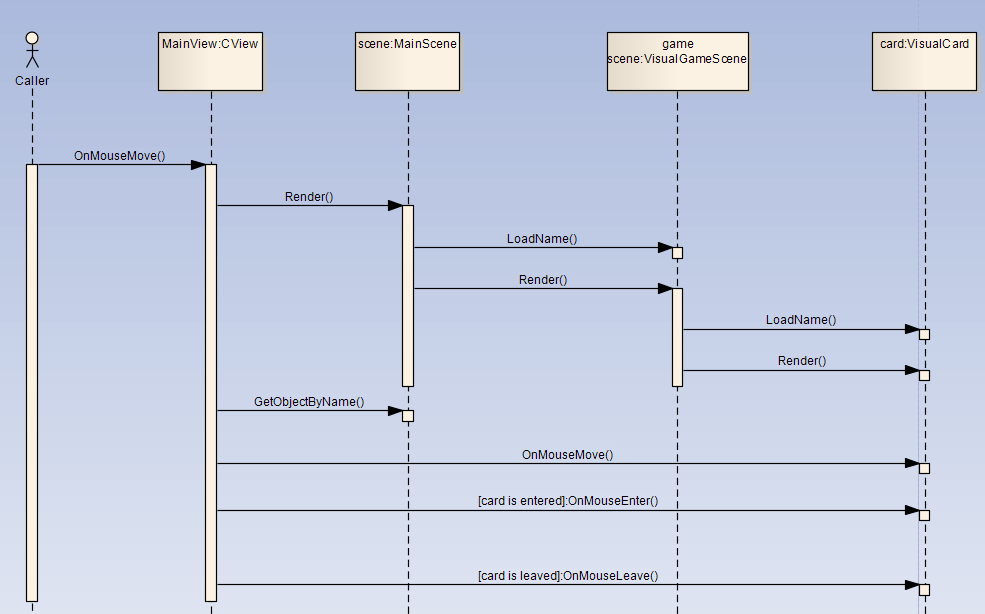 Caller
MainView:CView
scene:MainScene
game
scene:VisualGameScene
card:VisualCard
OnMouseMove()
Render()
LoadName()
Render()
LoadName()
Render()
GetObjectByName()
OnMouseMove()
[card is entered]:OnMouseEnter()
[card is leaved]:OnMouseLeave()